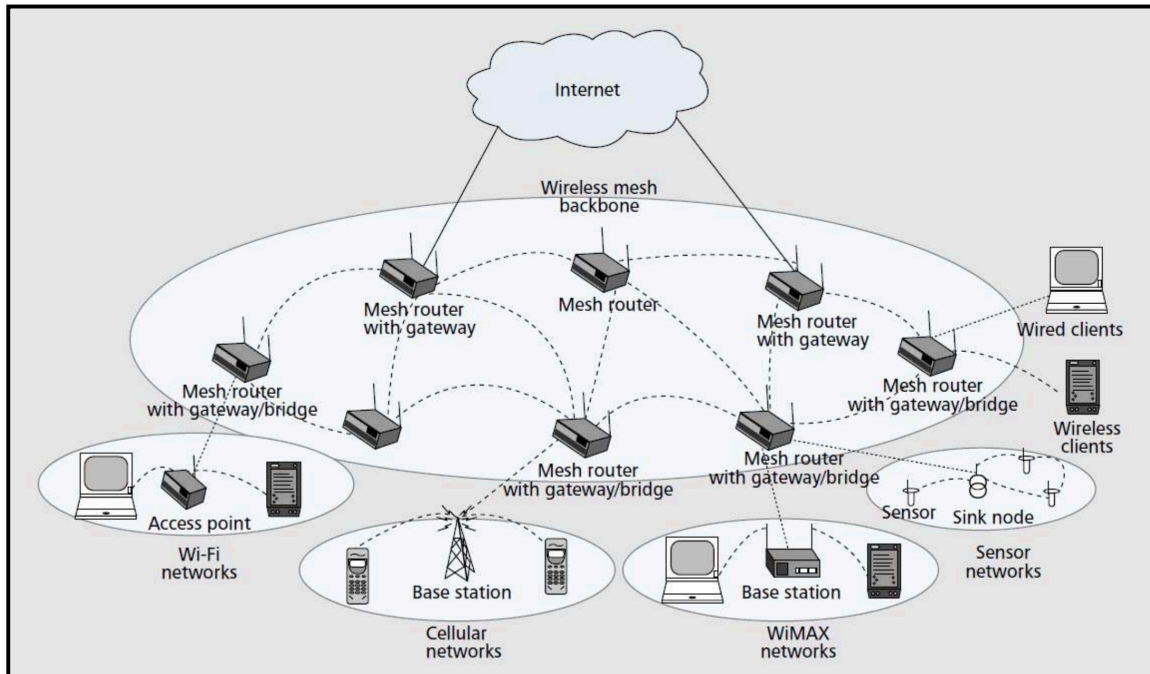 Internet
Wireless mesh
backbone
Mesh router
with gateway
Mesh router
Mesh router
with gateway
Wired clients
Mesh router
with gateway/bridge
Mesh router
with gateway/bridge
Wireless
clients
Mesh router
with gateway/bridge
Mesh router
with gateway/bridge
Access point
Wi-Fi
networks
Sensor
Sink node
Sensor
networks
Base station
Cellular
networks
Base station
WiMAX
networks